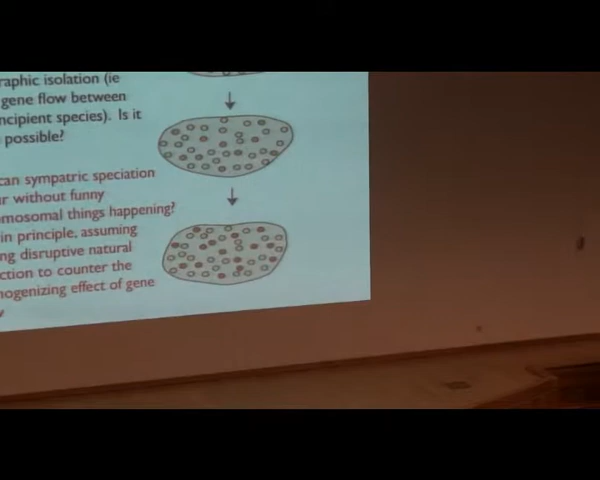 raphic isolation (ie
gene flow between
ncipient species). Is it
possible?
can sympatric speciation
r without funny
mosomal things happening?
in principle, assuming
ng disruptive natural
ction to counter the
mogenizing effect of gene